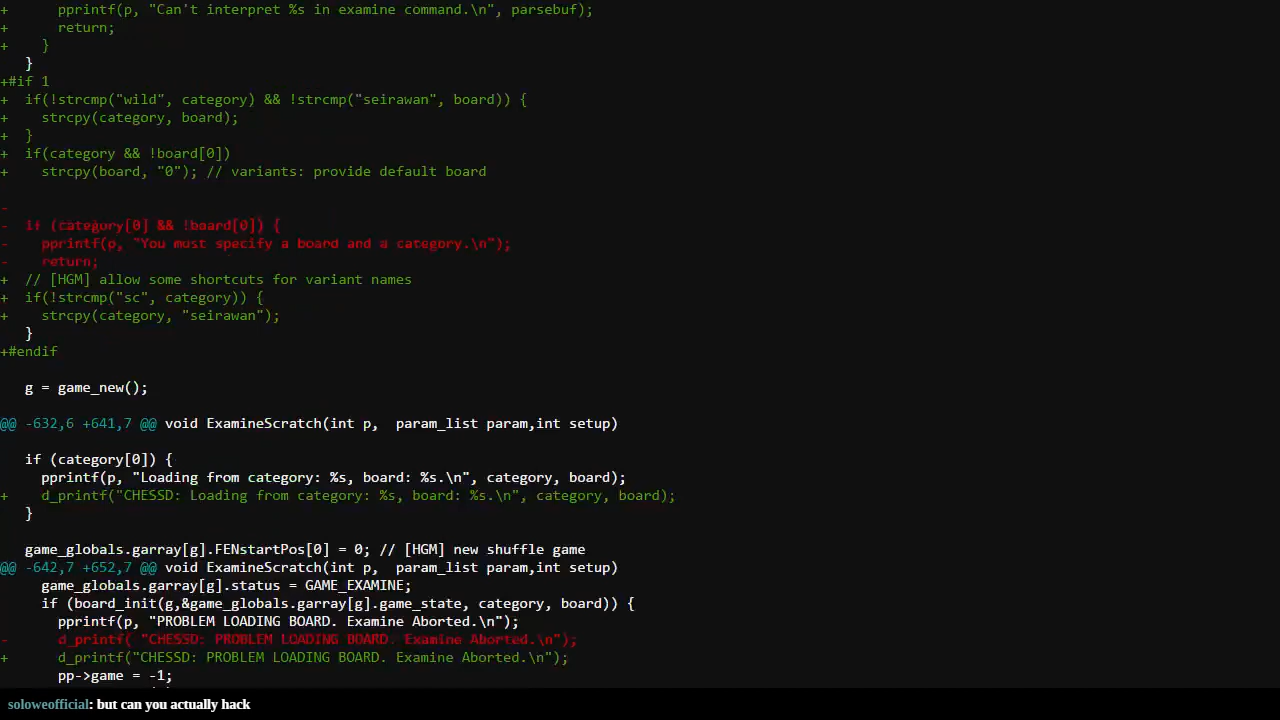 +      pprintf(p, "Can't interpret %s in examine command.\n", parsebuf);
+      return;
+    }
   }
+#if 1
+  if(!strcmp("wild", category) && !strcmp("seirawan", board)) {
+    strcpy(category, board);
+  }
+  if(category && !board[0])
+    strcpy(board, "0"); // variants: provide default board
-
-  if (category[0] && !board[0]) {
-    pprintf(p, "You must specify a board and a category.\n");
-    return;
+  // [HGM] allow some shortcuts for variant names
+  if(!strcmp("sc", category)) {
+    strcpy(category, "seirawan");
   }
+#endif
   g = game_new();
@@ -632,6 +641,7 @@ void ExamineScratch(int p,  param_list param,int setup)
   if (category[0]) {
     pprintf(p, "Loading from category: %s, board: %s.\n", category, board);
+    d_printf("CHESSD: Loading from category: %s, board: %s.\n", category, board);
   }
   game_globals.garray[g].FENstartPos[0] = 0; // [HGM] new shuffle game
@@ -642,7 +652,7 @@ void ExamineScratch(int p,  param_list param,int setup)
     game_globals.garray[g].status = GAME_EXAMINE;
     if (board_init(g,&game_globals.garray[g].game_state, category, board)) {
       pprintf(p, "PROBLEM LOADING BOARD. Examine Aborted.\n");
-      d_printf( "CHESSD: PROBLEM LOADING BOARD. Examine Aborted.\n");
+      d_printf("CHESSD: PROBLEM LOADING BOARD. Examine Aborted.\n");
       pp->game = -1;
soloweofficial: but can you actually hack